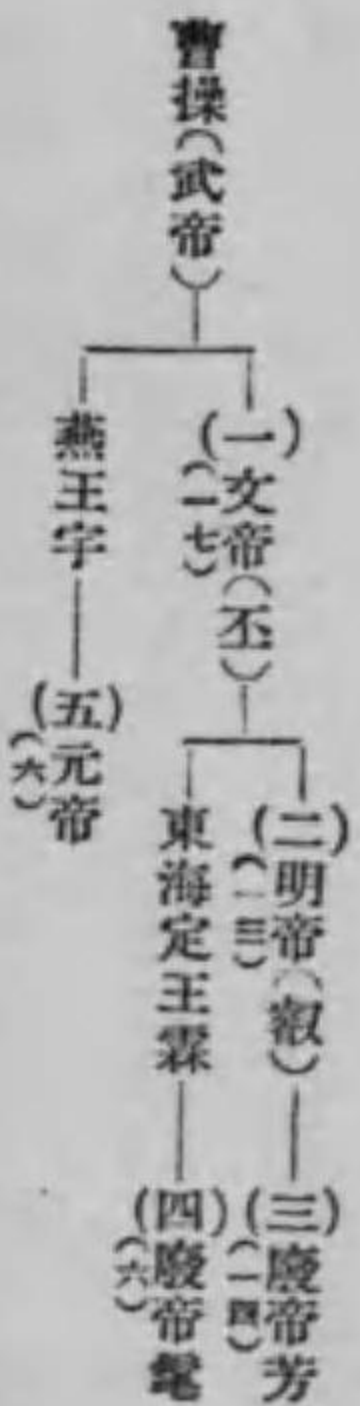 曹操(武帝)
(一)文帝(丕)
(一七)
(二)明帝(叡)
(一三)
(三)廢帝芳
(一四)
東海定王霖
(四)廢帝髦
(六)
燕王宇
(五)元帝
(六)